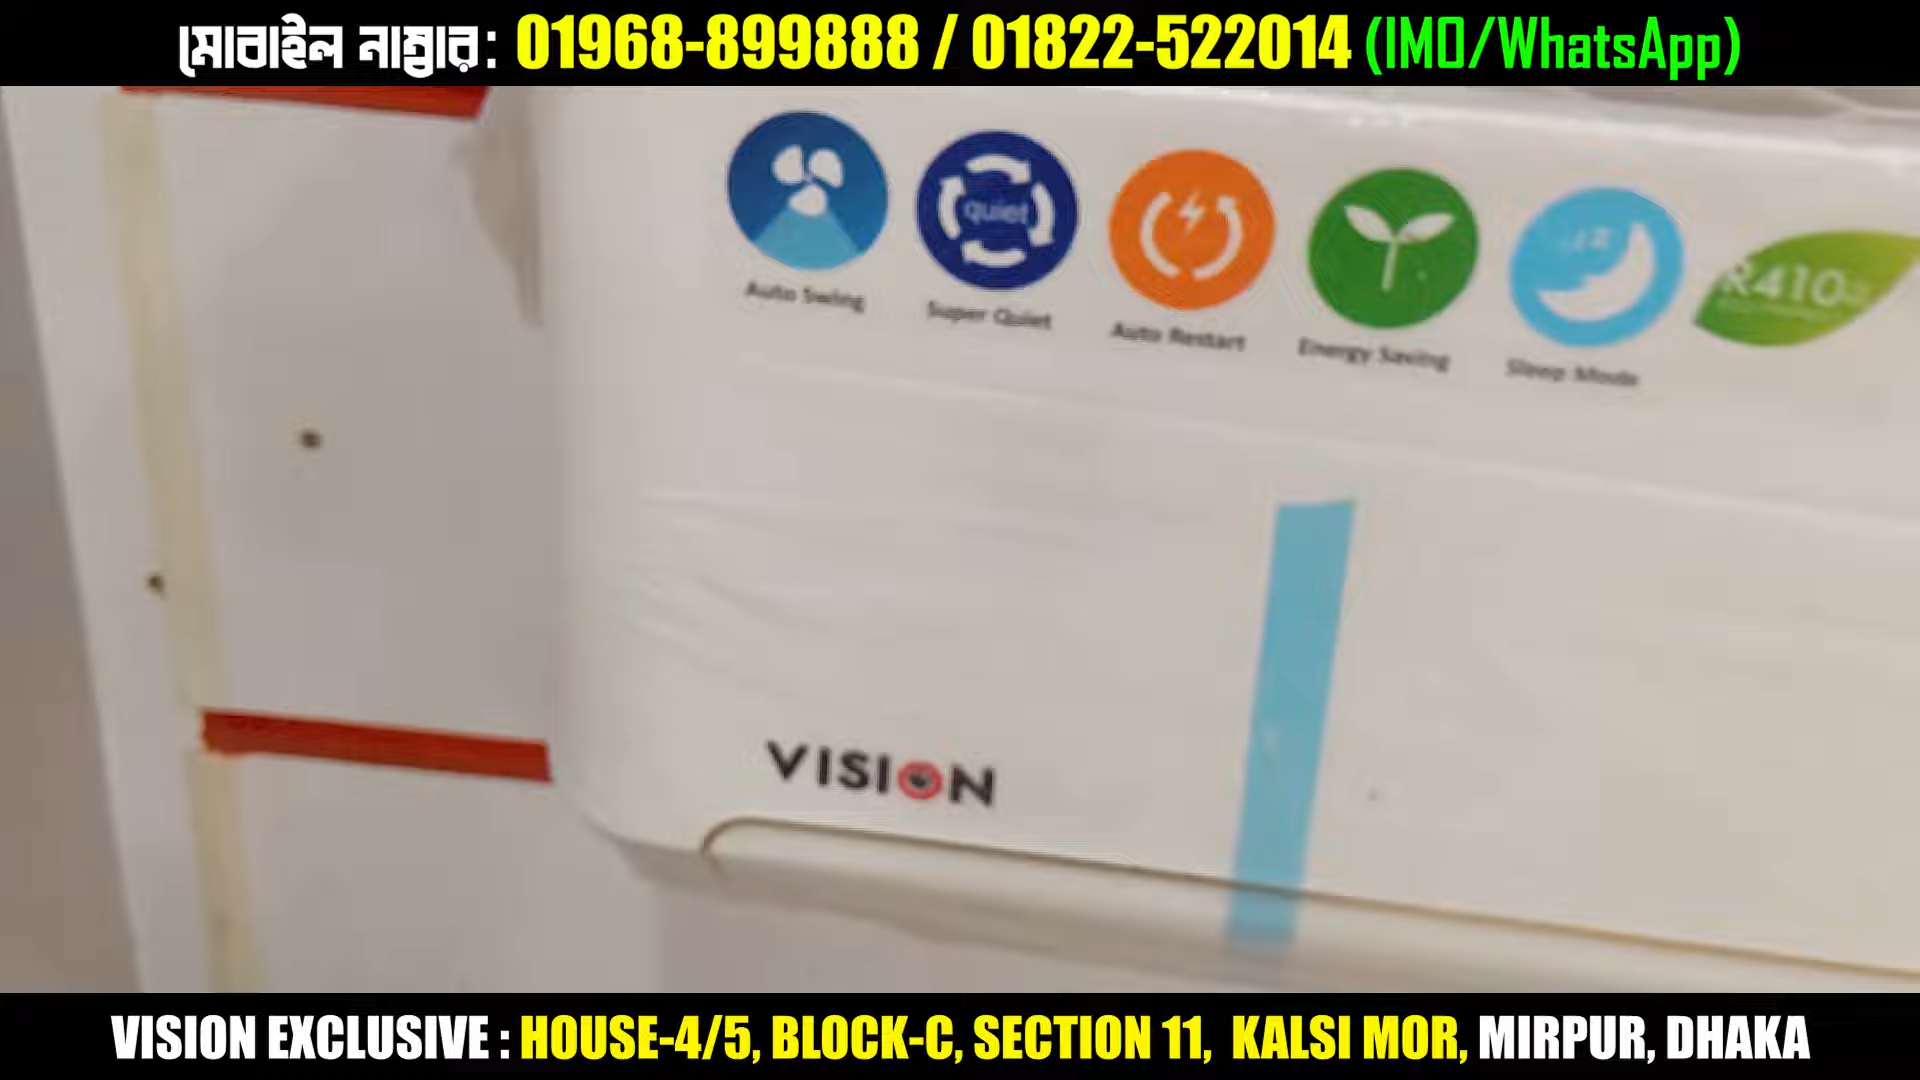 মোবাইল নাম্বার: 01968-899888 / 01822-522014 (IMO/WhatsApp)
quiet
R410a
Auto Swing
Super Quiet
Auto Restart
Energy Saving
Sleep Mode
VISION
VISION EXCLUSIVE : HOUSE-4/5, BLOCK-C, SECTION 11, KALSI MOR, MIRPUR, DHAKA